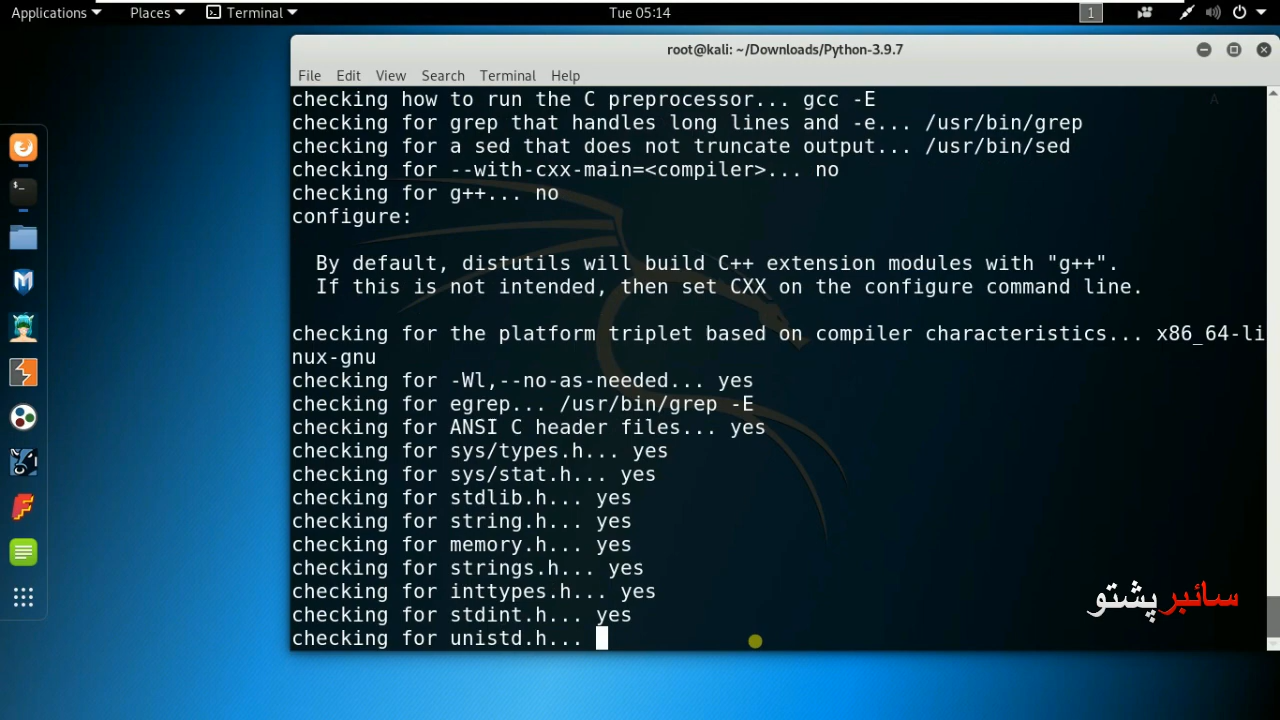 Applications Places Terminal Tue 05:14 1
root@kali: ~/Downloads/Python-3.9.7
File Edit View Search Terminal Help
checking how to run the C preprocessor... gcc -E
checking for grep that handles long lines and -e... /usr/bin/grep
checking for a sed that does not truncate output... /usr/bin/sed
checking for --with-cxx-main=<compiler>... no
checking for g++... no
configure:
By default, distutils will build C++ extension modules with "g++".
If this is not intended, then set CXX on the configure command line.
checking for the platform triplet based on compiler characteristics... x86_64-li
nux-gnu
checking for -Wl,--no-as-needed... yes
checking for egrep... /usr/bin/grep -E
checking for ANSI C header files... yes
checking for sys/types.h... yes
checking for sys/stat.h... yes
checking for stdlib.h... yes
checking for string.h... yes
checking for memory.h... yes
checking for strings.h... yes
checking for inttypes.h... yes
checking for stdint.h... yes
checking for unistd.h...
سائبر پشتو